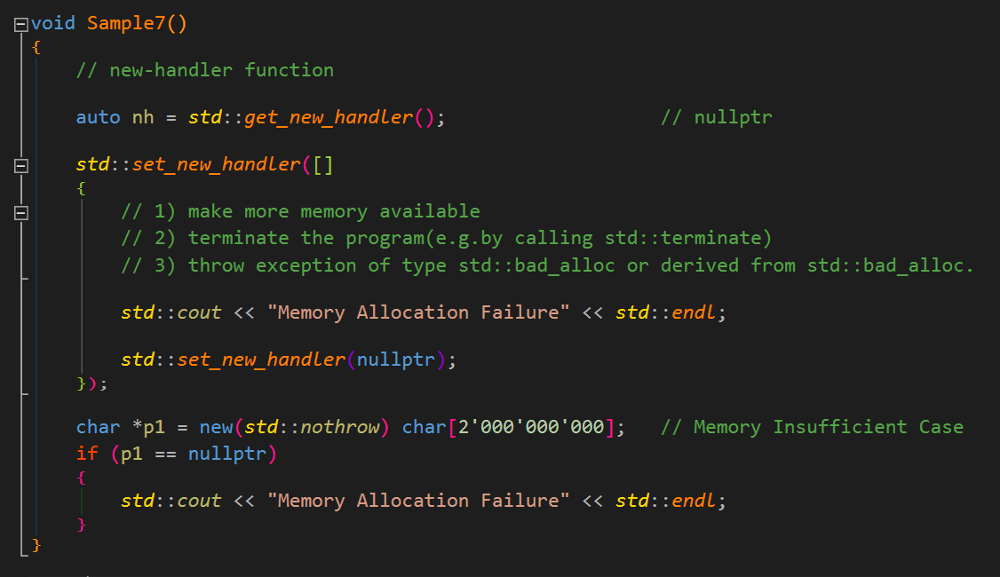 void Sample7()
{
// new-handler function
auto nh = std::get_new_handler(); // nullptr
std::set_new_handler([]
{
// 1) make more memory available
// 2) terminate the program(e.g.by calling std::terminate)
// 3) throw exception of type std::bad_alloc or derived from std::bad_alloc.
std::cout << "Memory Allocation Failure" << std::endl;
std::set_new_handler(nullptr);
});
char *p1 = new(std::nothrow) char[2'000'000'000]; // Memory Insufficient Case
if (p1 == nullptr)
{
std::cout << "Memory Allocation Failure" << std::endl;
}
}